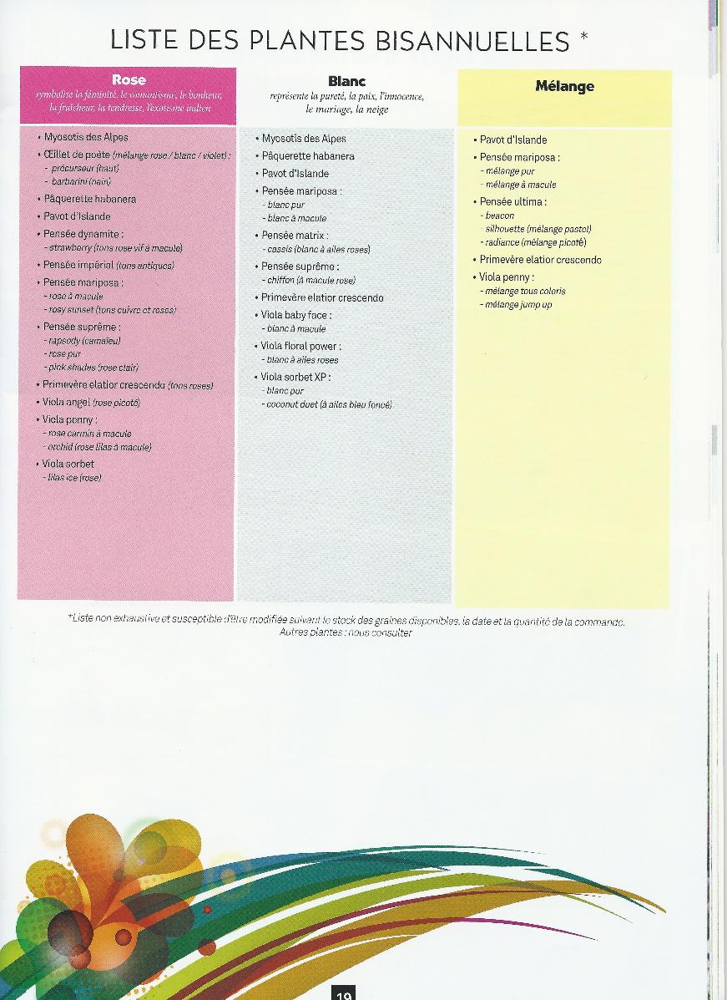 LISTE DES PLANTES BISANNUELLES *
Rose
symbolise la féminité, le romantisme, le bonheur,
la fraîcheur, la tendresse, l'exotisme indien
• Myosotis des Alpes
• Œillet de poète (mélange rose / blanc / violet) :
- précurseur (haut)
- barbarini (nain)
• Pâquerette habanera
• Pavot d'Islande
• Pensée dynamite :
- strawberry (tons rose vif à macule)
• Pensée impérial (tons antiques)
• Pensée mariposa :
- rose à macule
- rosy sunset (tons cuivre et roses)
• Pensée suprême :
- rapsody (camaïeu)
- rose pur
- pink shades (rose clair)
• Primevère elatior crescendo (tons roses)
• Viola angel (rose picoté)
• Viola penny :
- rose carmin à macule
- orchid (rose lilas à macule)
• Viola sorbet
- lilas ice (rose)
Blanc
représente la pureté, la paix, l'innocence,
le mariage, la neige
• Myosotis des Alpes
• Pâquerette habanera
• Pavot d'Islande
• Pensée mariposa :
- blanc pur
- blanc à macule
• Pensée matrix :
- cassis (blanc à ailes roses)
• Pensée suprême :
- chiffon (à macule rose)
• Primevère elatior crescendo
• Viola baby face :
- blanc à macule
• Viola floral power :
- blanc à ailes roses
• Viola sorbet XP :
- blanc pur
- coconut duet (à ailes bleu foncé)
Mélange
• Pavot d'Islande
• Pensée mariposa :
- mélange pur
- mélange à macule
• Pensée ultima :
- beacon
- silhouette (mélange pastel)
- radiance (mélange picoté)
• Primevère elatior crescendo
• Viola penny :
- mélange tous coloris
- mélange jump up
*Liste non exhaustive et susceptible d'être modifiée suivant le stock des graines disponibles, la date et la quantité de la commande.
Autres plantes : nous consulter
19